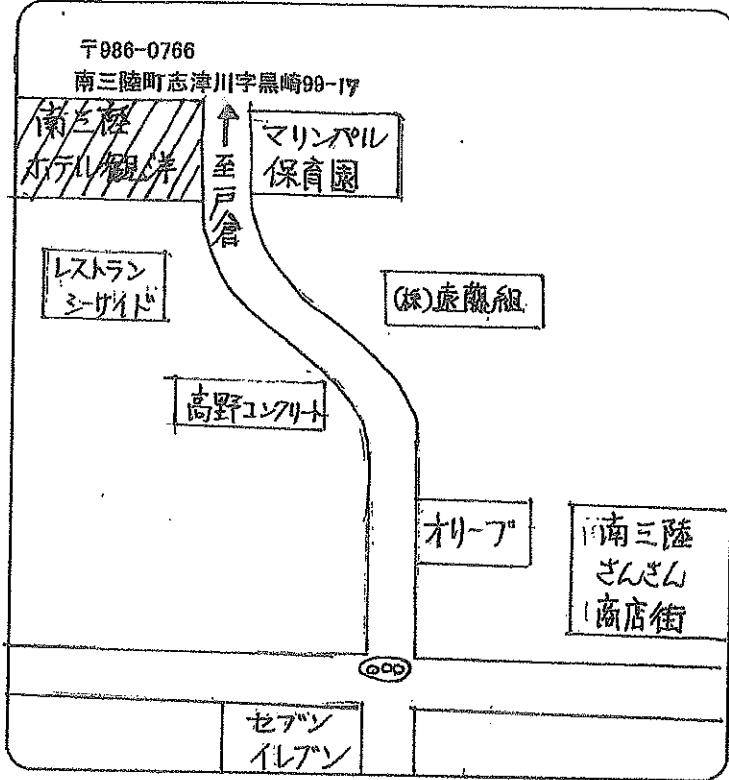 〒986-0766
南三陸町志津川字黒崎99-17
南三陸
ホテル観洋
至戸倉
マリンパル
保育園
レストラン
シーサイド
(株)遠藤組
高野コンクリート
オリーブ
南三陸
さんさん
商店街
セブン
イレブン